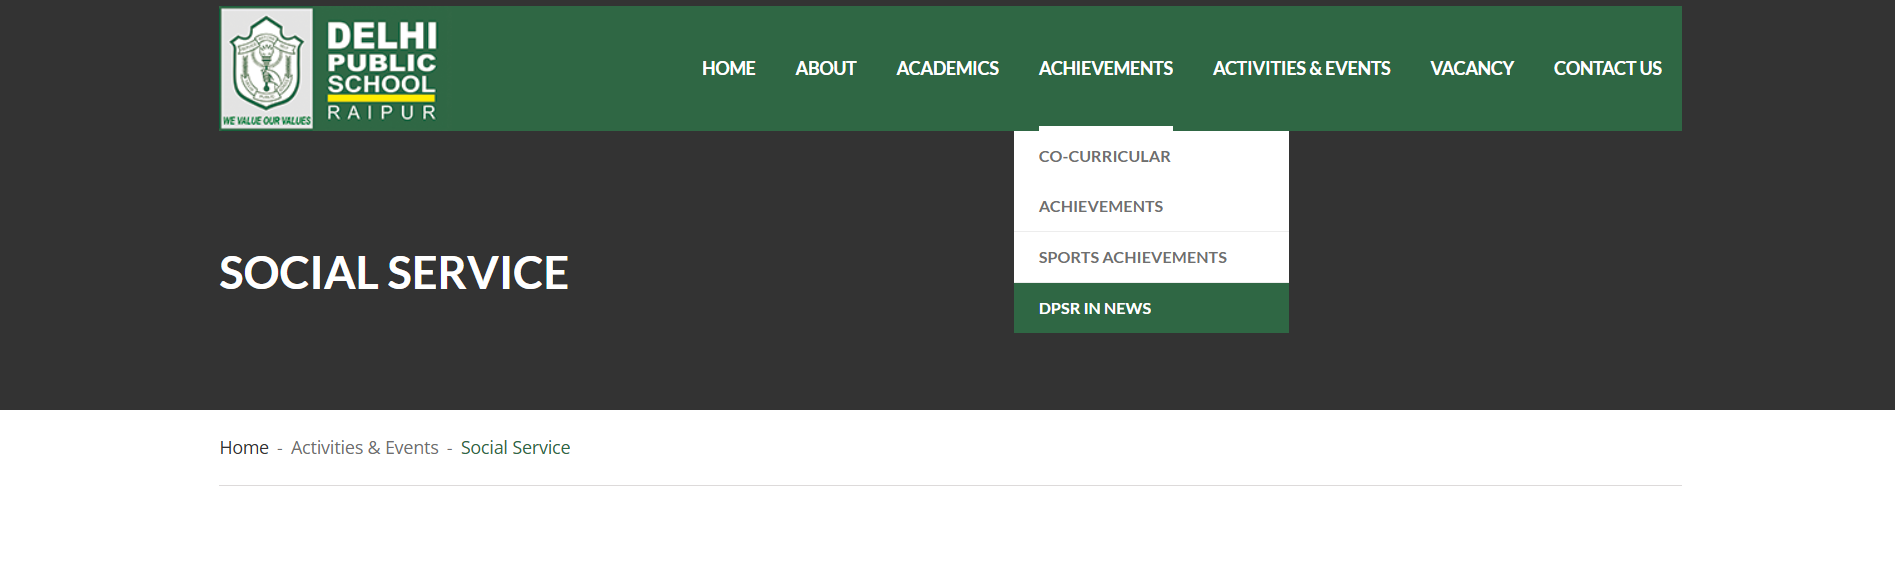 DELHI
PUBLIC
SCHOOL
RAIPUR
WE VALUE OUR VALUES
HOME ABOUT ACADEMICS ACHIEVEMENTS ACTIVITIES & EVENTS VACANCY CONTACT US
CO-CURRICULAR
ACHIEVEMENTS
SPORTS ACHIEVEMENTS
DPSR IN NEWS
SOCIAL SERVICE
Home - Activities & Events - Social Service